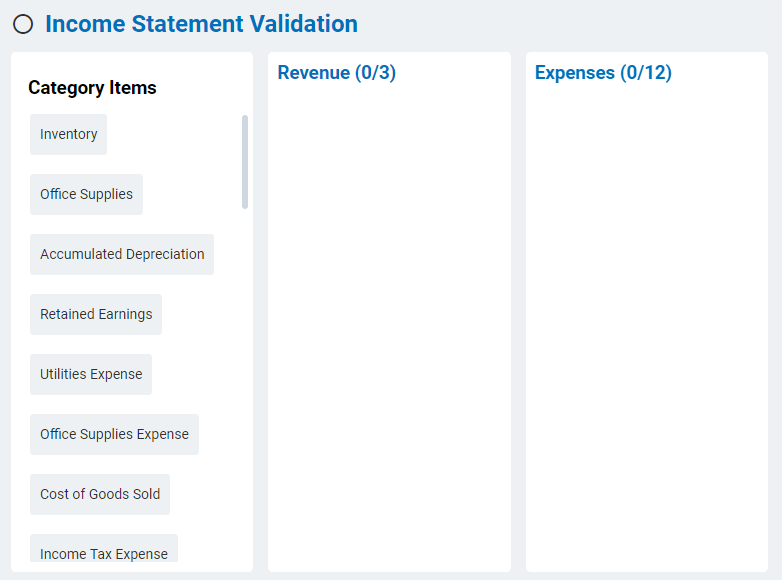 Income Statement Validation
Category Items
Inventory
Office Supplies
Accumulated Depreciation
Retained Earnings
Utilities Expense
Office Supplies Expense
Cost of Goods Sold
Income Tax Expense
Revenue (0/3)
Expenses (0/12)